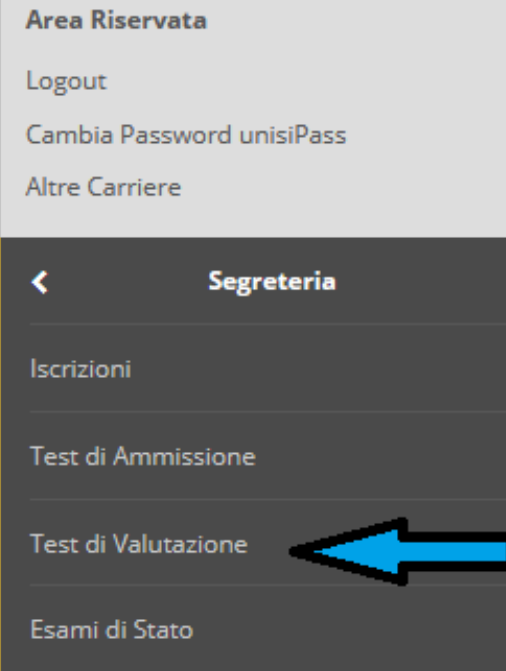 Area Riservata
Logout
Cambia Password unisiPass
Altre Carriere
Segreteria
Iscrizioni
Test di Ammissione
Test di Valutazione
Esami di Stato